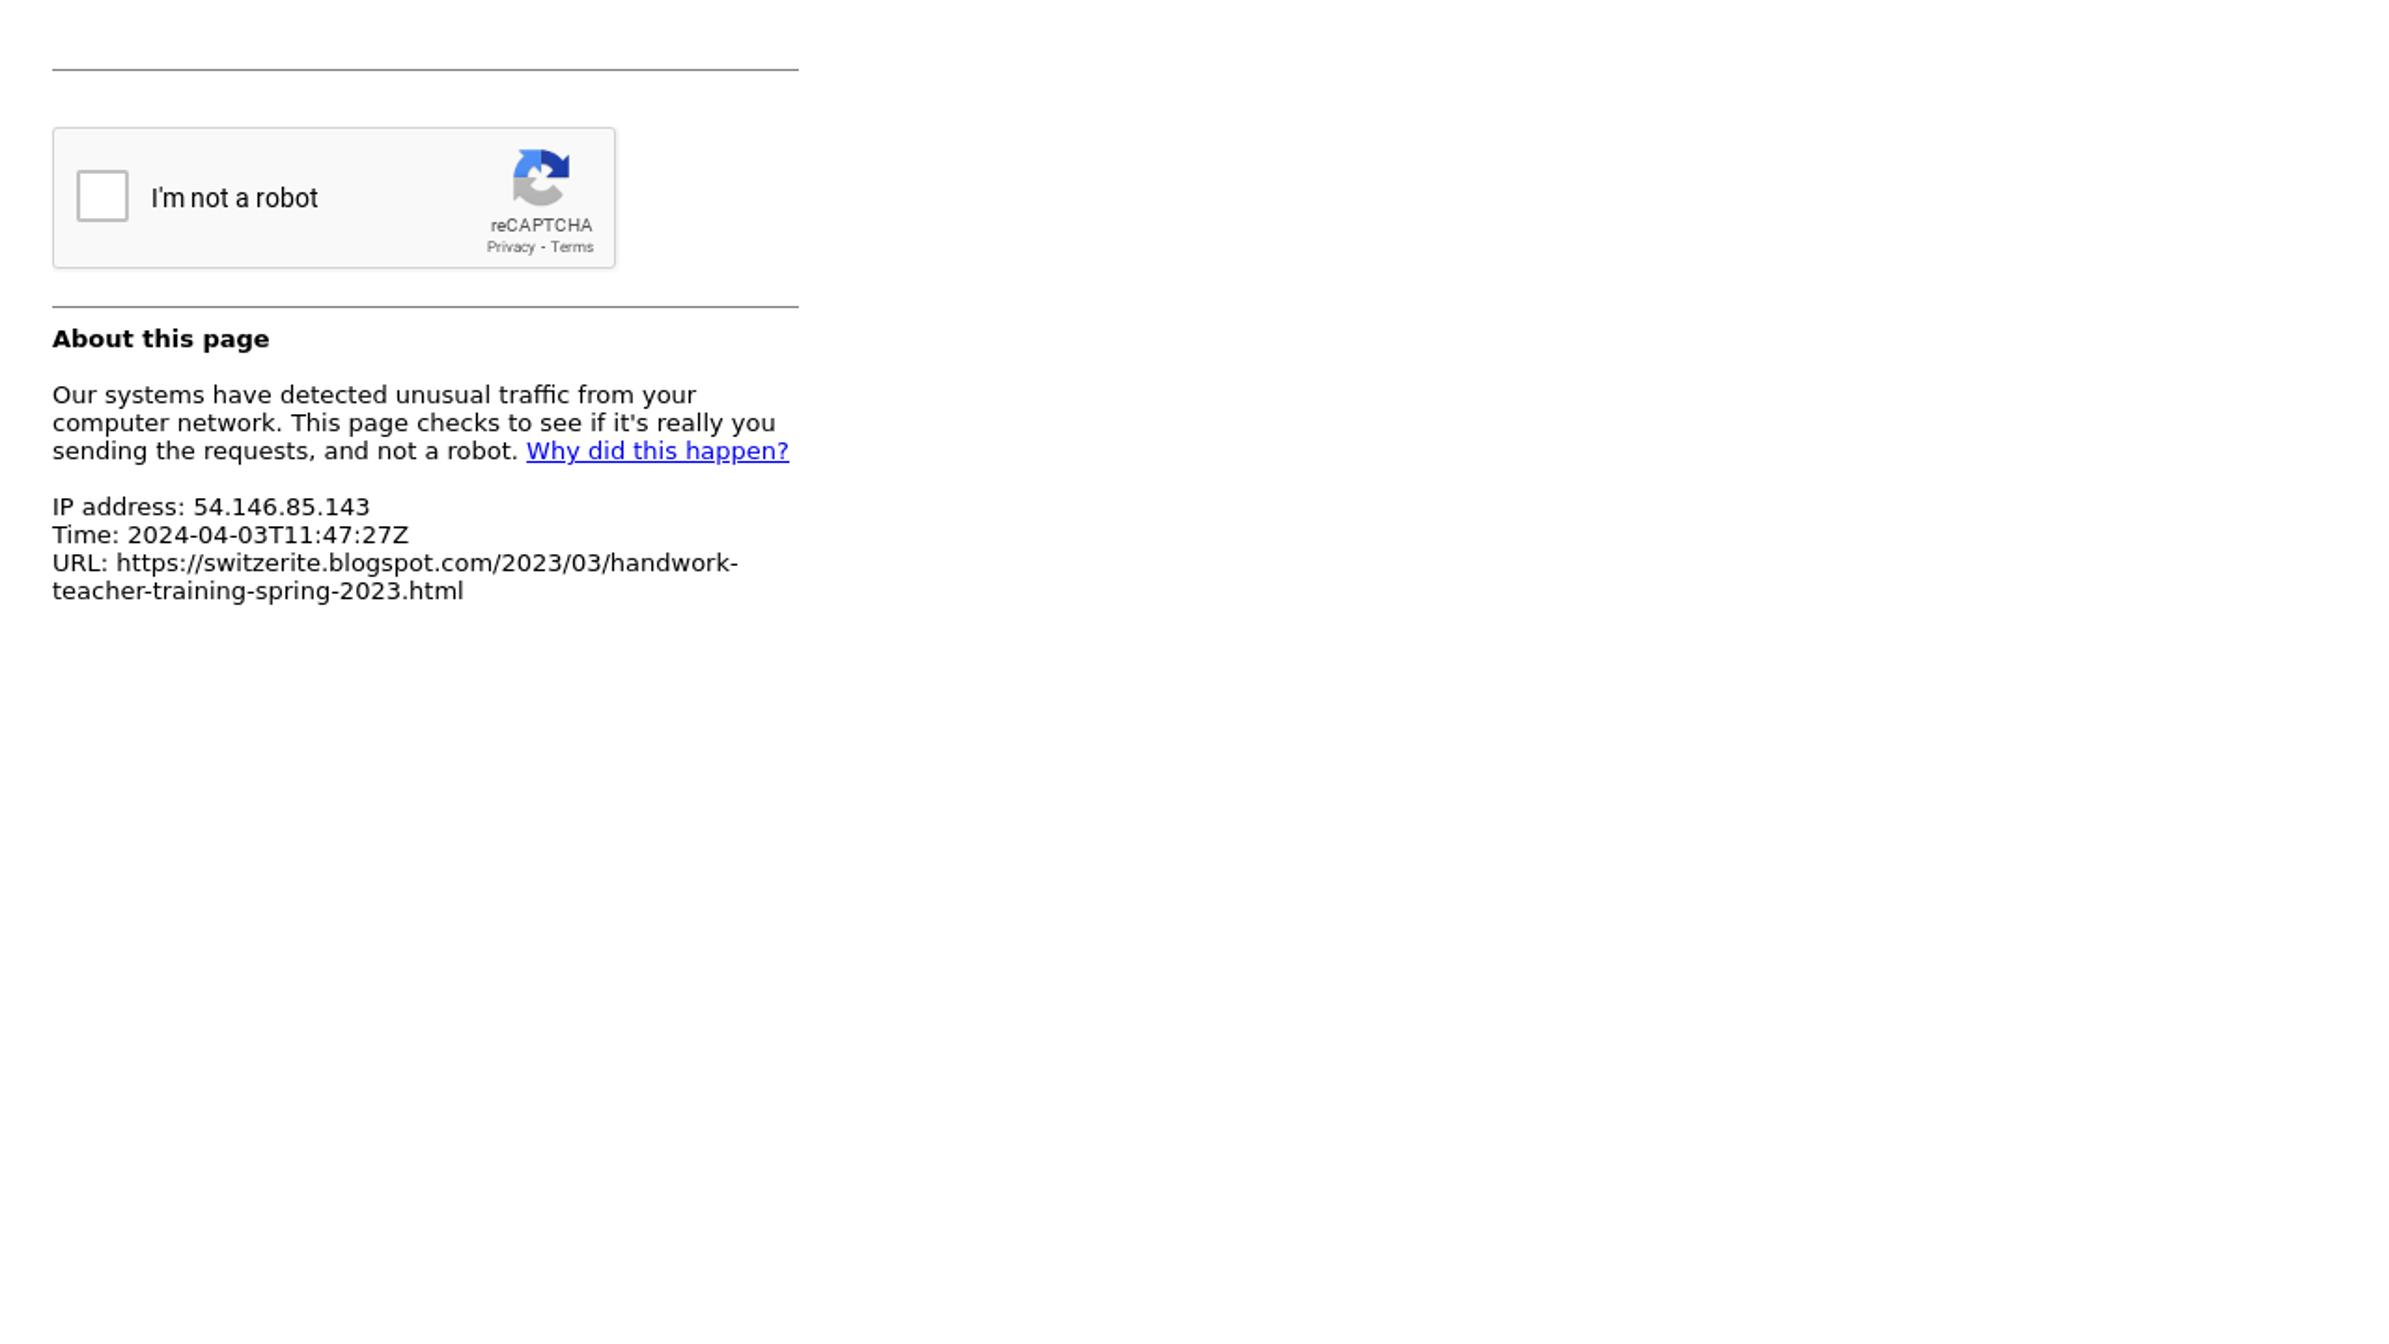 I'm not a robot
reCAPTCHA
Privacy - Terms
About this page
Our systems have detected unusual traffic from your
computer network. This page checks to see if it's really you
sending the requests, and not a robot. Why did this happen?
IP address: 54.146.85.143
Time: 2024-04-03T11:47:27Z
URL: https://switzerite.blogspot.com/2023/03/handwork-
teacher-training-spring-2023.html